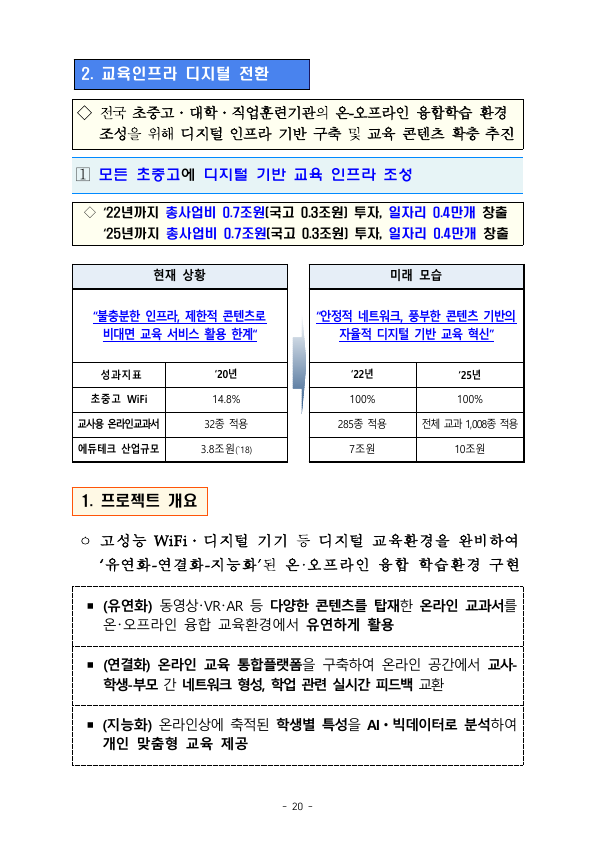 2. 교육인프라 디지털 전환
◇ 전국 초중고·대학·직업훈련기관의 온-오프라인 융합학습 환경
조성을 위해 디지털 인프라 기반 구축 및 교육 콘텐츠 확충 추진
1 모든 초중고에 디지털 기반 교육 인프라 조성
◇ ‘22년까지 총사업비 0.7조원(국고 0.3조원) 투자, 일자리 0.4만개 창출
‘25년까지 총사업비 0.7조원(국고 0.3조원) 투자, 일자리 0.4만개 창출
현재 상황
“불충분한 인프라, 제한적 콘텐츠로
비대면 교육 서비스 활용 한계“
성과지표 ’20년
초중고 WiFi 14.8%
교사용 온라인교과서 32종 적용
에듀테크 산업규모 3.8조원(‘18)
미래 모습
“안정적 네트워크, 풍부한 콘텐츠 기반의
자율적 디지털 기반 교육 혁신”
’22년 ’25년
100% 100%
285종 적용 전체 교과 1,008종 적용
7조원 10조원
1. 프로젝트 개요
ㅇ 고성능 WiFi·디지털 기기 등 디지털 교육환경을 완비하여
‘유연화-연결화-지능화’된 온·오프라인 융합 학습환경 구현
▪ (유연화) 동영상·VR·AR 등 다양한 콘텐츠를 탑재한 온라인 교과서를
온·오프라인 융합 교육환경에서 유연하게 활용
▪ (연결화) 온라인 교육 통합플랫폼을 구축하여 온라인 공간에서 교사-
학생-부모 간 네트워크 형성, 학업 관련 실시간 피드백 교환
▪ (지능화) 온라인상에 축적된 학생별 특성을 AI·빅데이터로 분석하여
개인 맞춤형 교육 제공
- 20 -